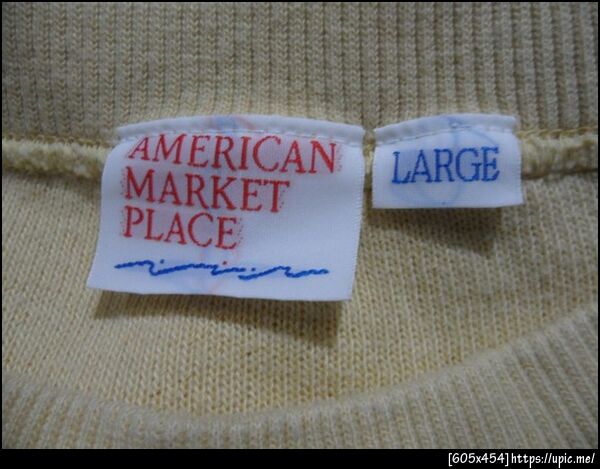 AMERICAN
MARKET
PLACE
LARGE
[605x454]https://upic.me/